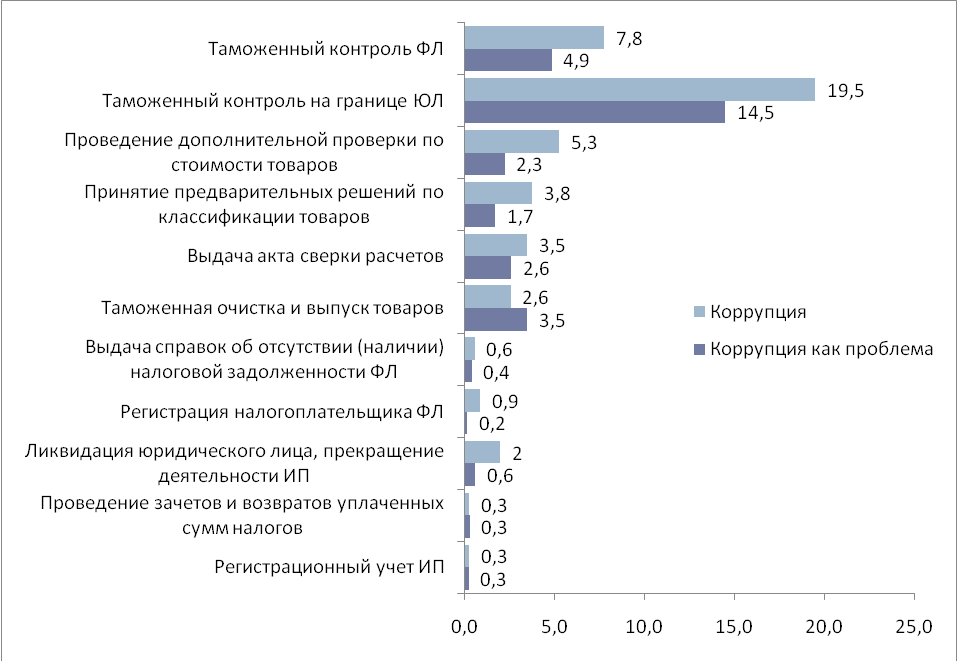 Таможенный контроль ФЛ
7,8
4,9
Таможенный контроль на границе ЮЛ
19,5
14,5
Проведение дополнительной проверки по
стоимости товаров
5,3
2,3
Принятие предварительных решений по
классификации товаров
3,8
1,7
Выдача акта сверки расчетов
3,5
2,6
Таможенная очистка и выпуск товаров
2,6
3,5
Выдача справок об отсутствии (наличии)
налоговой задолженности ФЛ
0,6
0,4
Регистрация налогоплательщика ФЛ
0,9
0,2
Ликвидация юридического лица, прекращение
деятельности ИП
2
0,6
Проведение зачетов и возвратов уплаченных
сумм налогов
0,3
0,3
Регистрационный учет ИП
0,3
0,3
Коррупция
Коррупция как проблема
0,0 5,0 10,0 15,0 20,0 25,0